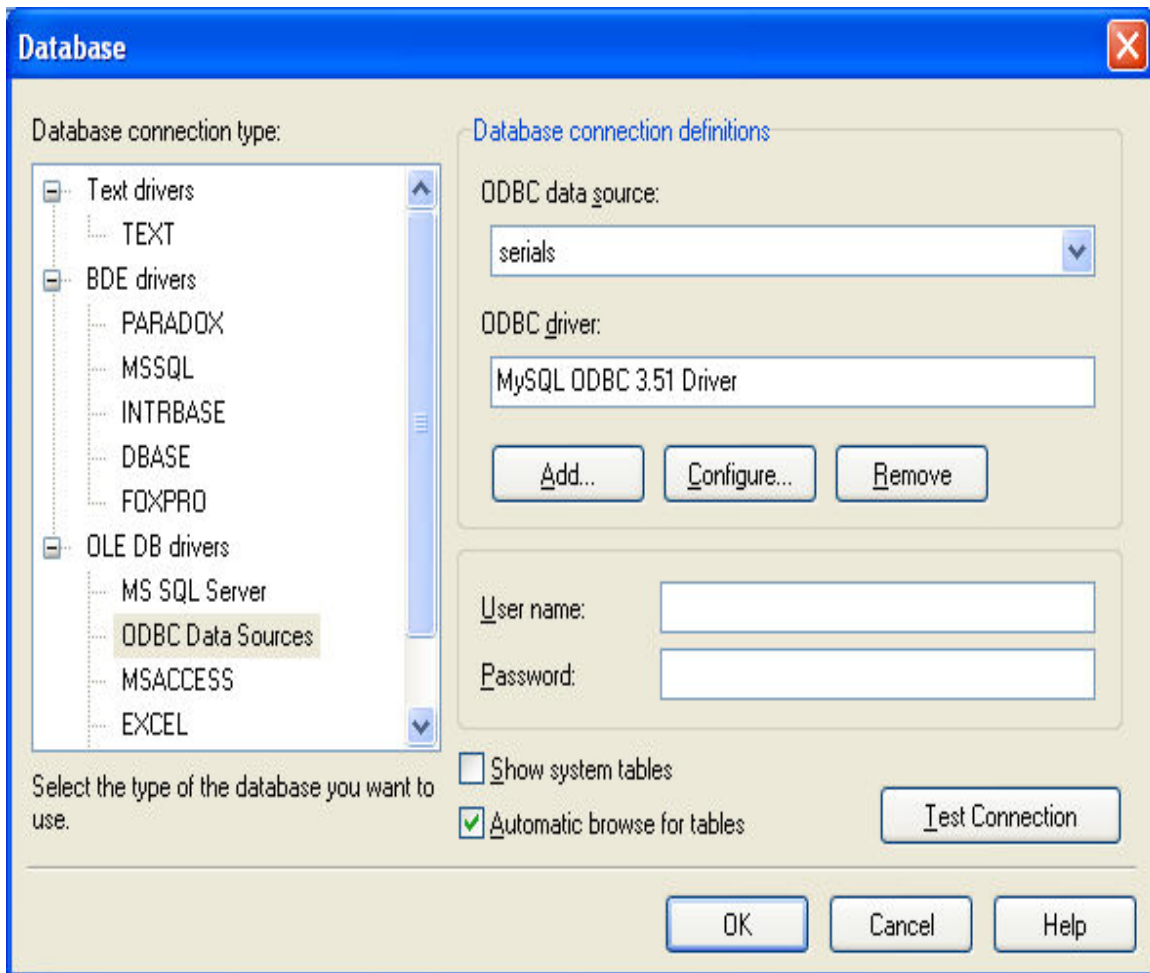 Database
Database connection type:
Text drivers
TEXT
BDE drivers
PARADOX
MSSQL
INTRBASE
DBASE
FOXPRO
OLE DB drivers
MS SQL Server
ODBC Data Sources
MSACCESS
EXCEL
Select the type of the database you want to
use.
Database connection definitions
ODBC data source:
serials
ODBC driver:
MySQL ODBC 3.51 Driver
Add...
Configure...
Remove
User name:
Password:
Show system tables
Automatic browse for tables
Test Connection
OK
Cancel
Help